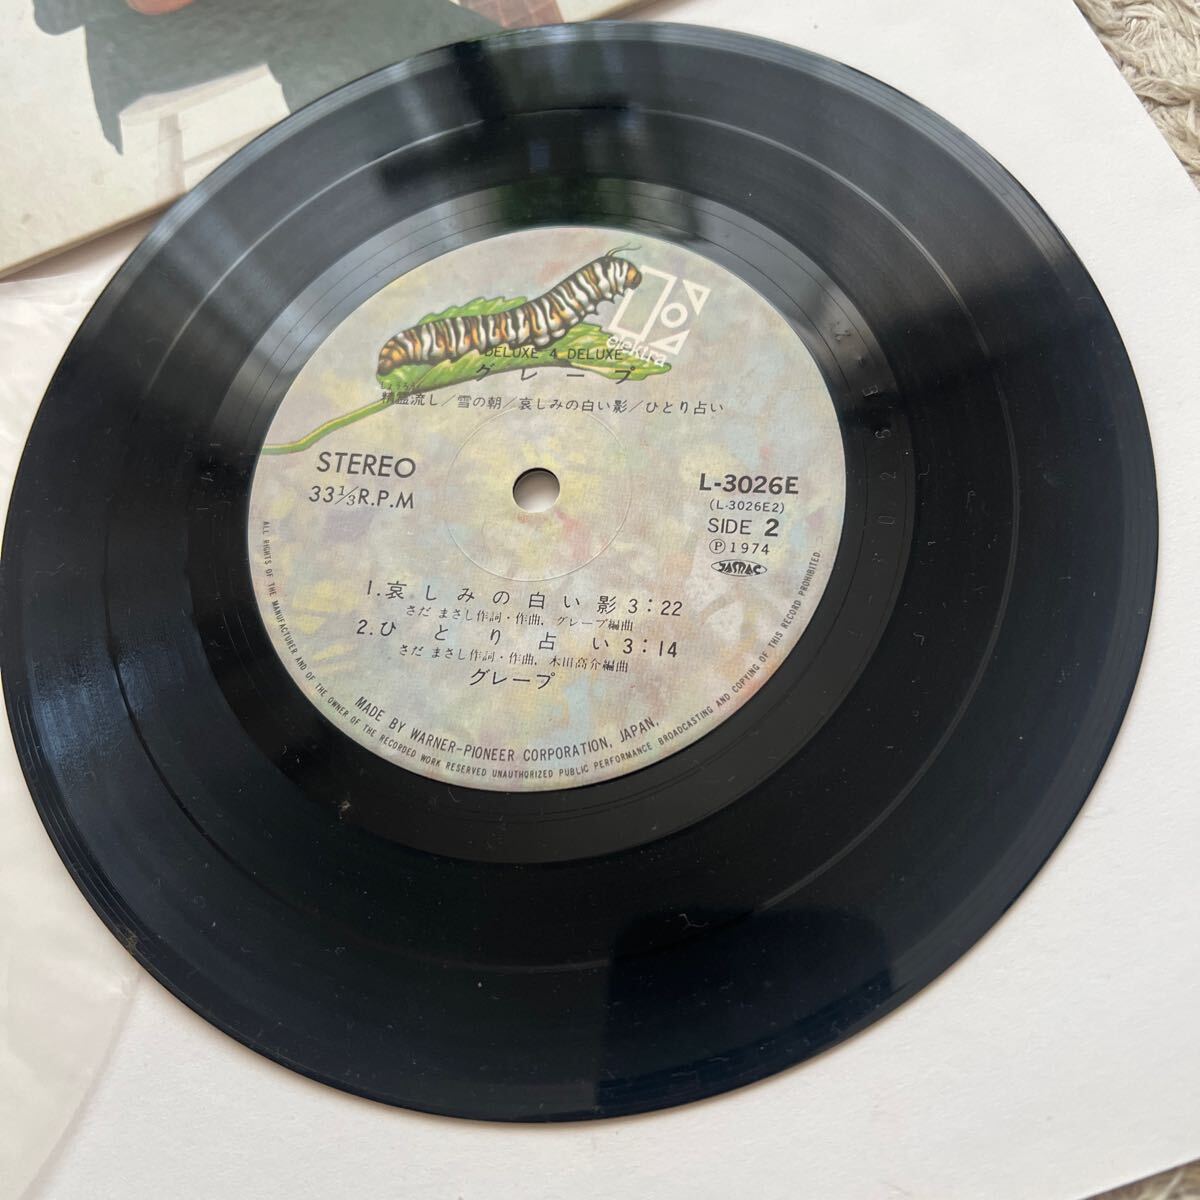 elektra
DELUXE 4 DELUXE
グレープ
しょうろう
精霊流し／雪の朝／哀しみの白い影／ひとり占い
STEREO
33⅓R.P.M
L-3026E
(L-3026E2)
SIDE 2
Ⓟ1974
JASRAC
1.哀しみの白い影 3:22
さだ まさし作詞・作曲, グレープ編曲
2.ひとり占い 3:14
さだ まさし作詞・作曲, 木田高介編曲
グレープ
MADE BY WARNER-PIONEER CORPORATION, JAPAN,
ALL RIGHTS OF THE MANUFACTURER AND OF THE OWNER OF THE RECORDED WORK RESERVED UNAUTHORIZED PUBLIC PERFORMANCE BROADCASTING AND COPYING OF THIS RECORD PROHIBITED